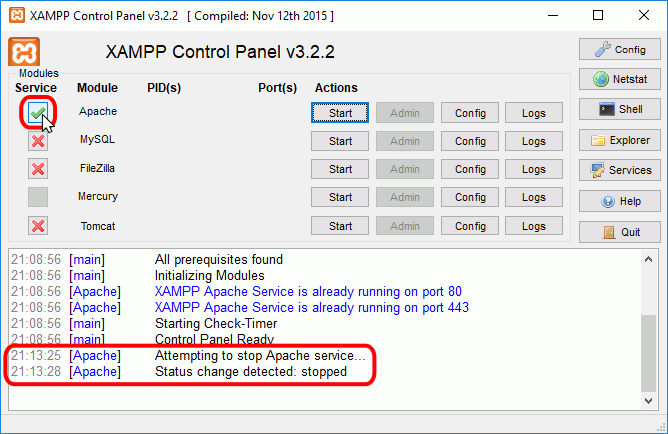 XAMPP Control Panel v3.2.2 [ Compiled: Nov 12th 2015 ]
XAMPP Control Panel v3.2.2
Config
Modules
Service Module PID(s) Port(s) Actions
Netstat
Apache Start Admin Config Logs
Shell
MySQL Start Admin Config Logs
Explorer
FileZilla Start Admin Config Logs
Services
Mercury Start Admin Config Logs
Help
Tomcat Start Admin Config Logs
Quit
21:08:56 [main] All prerequisites found
21:08:56 [main] Initializing Modules
21:08:56 [Apache] XAMPP Apache Service is already running on port 80
21:08:56 [Apache] XAMPP Apache Service is already running on port 443
21:08:56 [main] Starting Check-Timer
21:08:56 [main] Control Panel Ready
21:13:25 [Apache] Attempting to stop Apache service...
21:13:28 [Apache] Status change detected: stopped